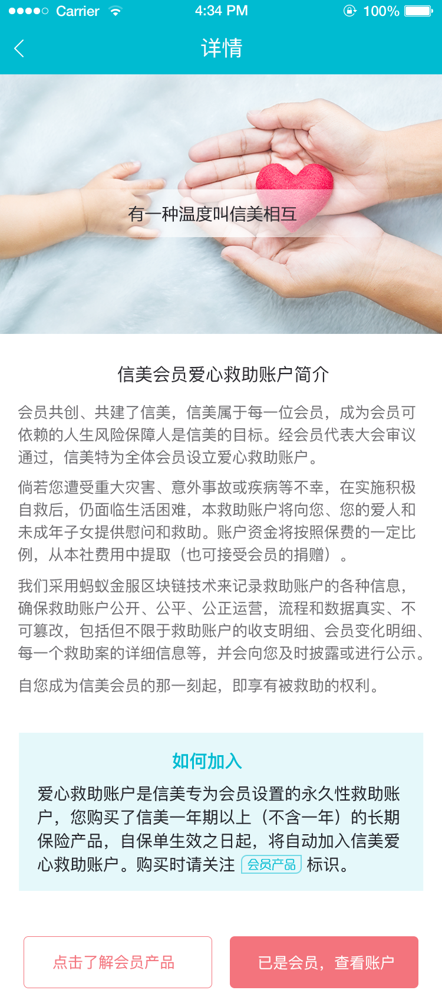 Carrier 4:34 PM 100%
详情
有一种温度叫信美相互
信美会员爱心救助账户简介
会员共创、共建了信美，信美属于每一位会员，成为会员可
依赖的人生风险保障人是信美的目标。经会员代表大会审议
通过，信美特为全体会员设立爱心救助账户。
倘若您遭受重大灾害、意外事故或疾病等不幸，在实施积极
自救后，仍面临生活困难，本救助账户将向您、您的爱人和
未成年子女提供慰问和救助。账户资金将按照保费的一定比
例，从本社费用中提取（也可接受会员的捐赠）。
我们采用蚂蚁金服区块链技术来记录救助账户的各种信息，
确保救助账户公开、公平、公正运营，流程和数据真实、不
可篡改，包括但不限于救助账户的收支明细、会员变化明细、
每一个救助案的详细信息等，并会向您及时披露或进行公示。
自您成为信美会员的那一刻起，即享有被救助的权利。
如何加入
爱心救助账户是信美专为会员设置的永久性救助账
户，您购买了信美一年期以上（不含一年）的长期
保险产品，自保单生效之日起，将自动加入信美爱
心救助账户。购买时请关注 会员产品 标识。
点击了解会员产品
已是会员，查看账户